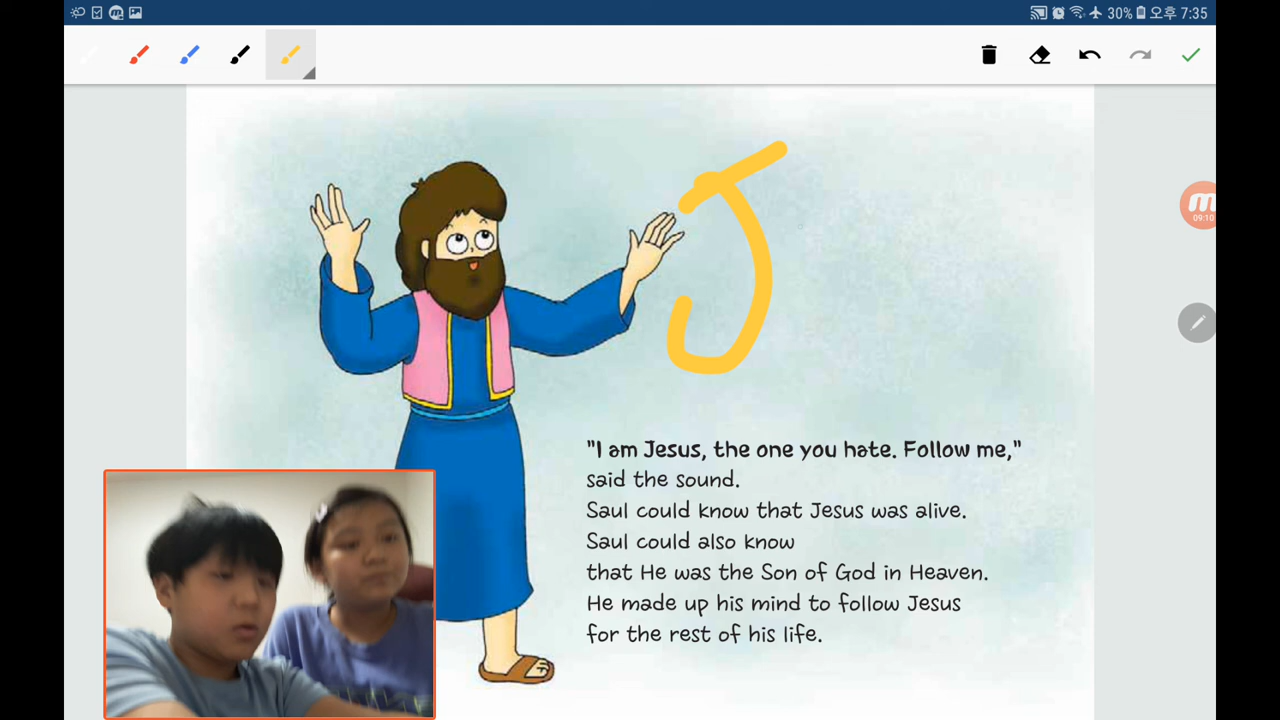 30% 오후 7:35
J
09:10
"I am Jesus, the one you hate. Follow me,"
said the sound.
Saul could know that Jesus was alive.
Saul could also know
that He was the Son of God in Heaven.
He made up his mind to follow Jesus
for the rest of his life.